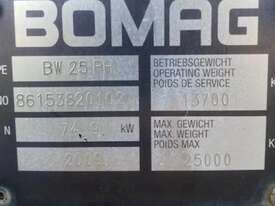 BOMAG
PE BW 25 RH BETRIEBSGEWICHT
OPERATING WEIGHT
POIDS DE SERVICE
NO 13700
N kW MAX. GEWICHT
MAX. WEIGHT
POIDS MAX
25000